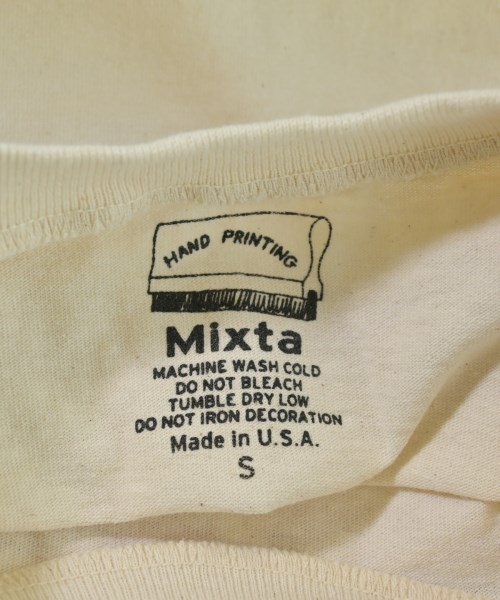 HAND PRINTING
Mixta
MACHINE WASH COLD
DO NOT BLEACH
TUMBLE DRY LOW
DO NOT IRON DECORATION
Made in U.S.A.
S